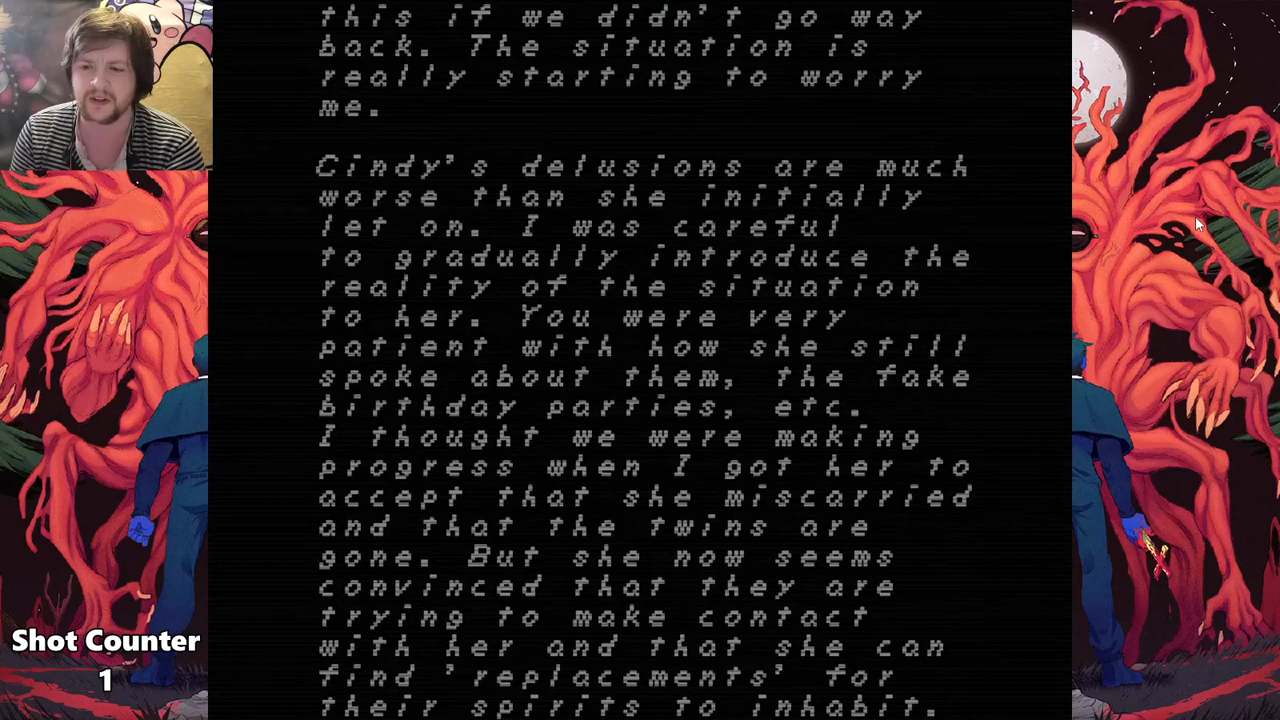 this if we didn't go way
back. The situation is
really starting to worry
me.
Cindy's delusions are much
worse than she initially
let on. I was careful
to gradually introduce the
reality of the situation
to her. You were very
patient with how she still
spoke about them, the fake
birthday parties, etc.
I thought we were making
progress when I got her to
accept that she miscarried
and that the twins are
gone. But she now seems
convinced that they are
trying to make contact
with her and that she can
find 'replacements' for
their spirits to inhabit.
Shot Counter
1